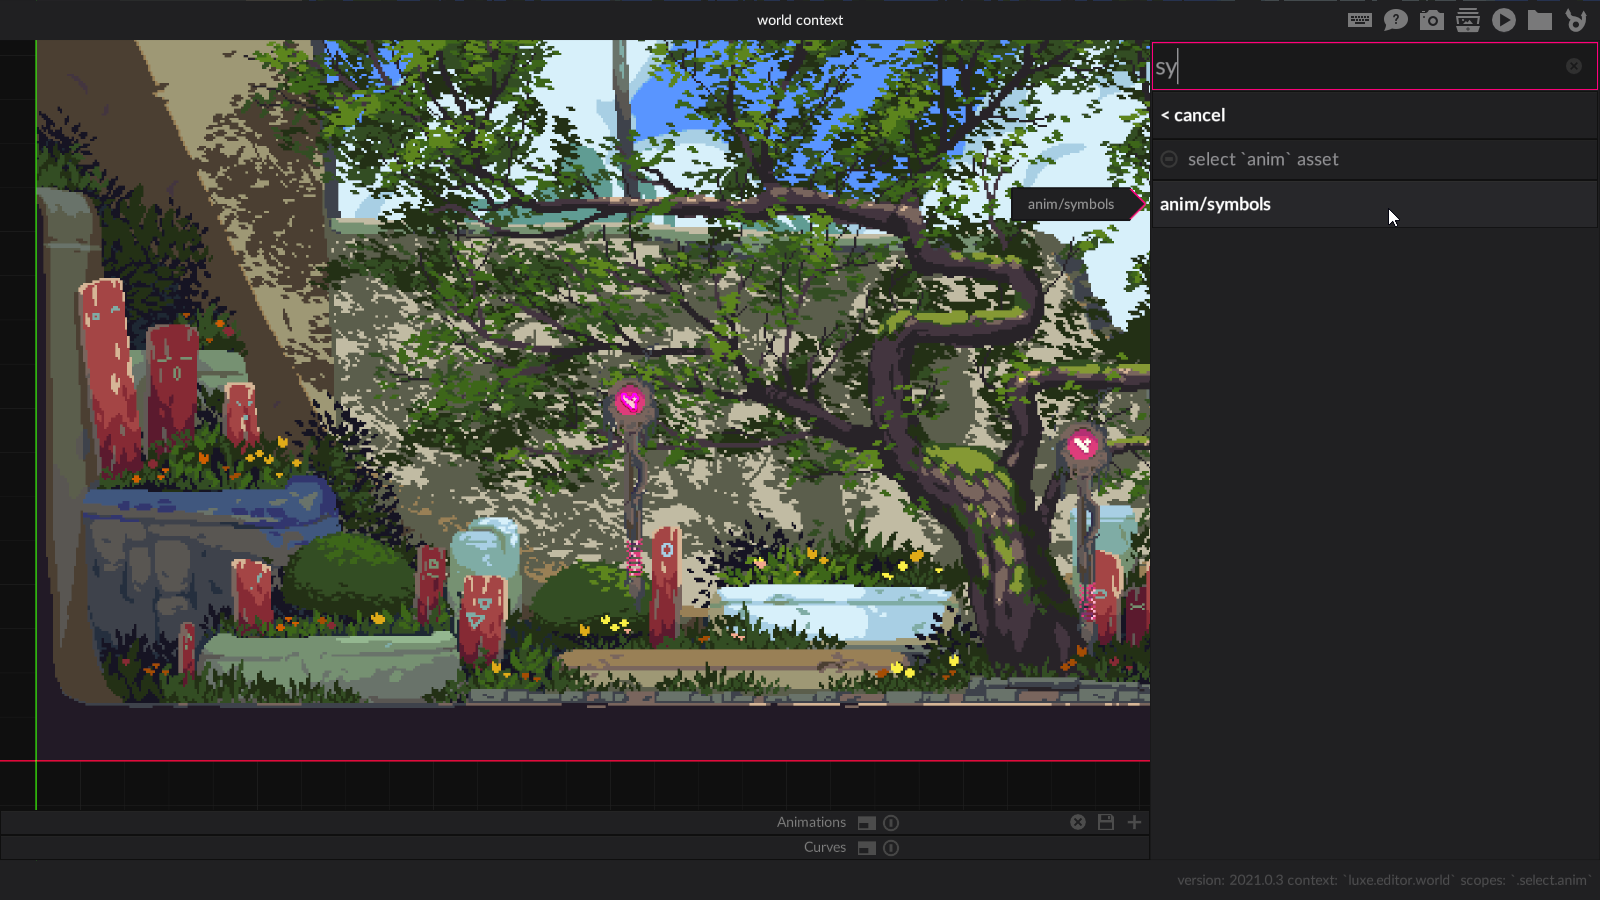 world context
sy
< cancel
select `anim` asset
anim/symbols
anim/symbols
Animations
Curves
version: 2021.0.3 context: `luxe.editor.world` scopes: `.select.anim`